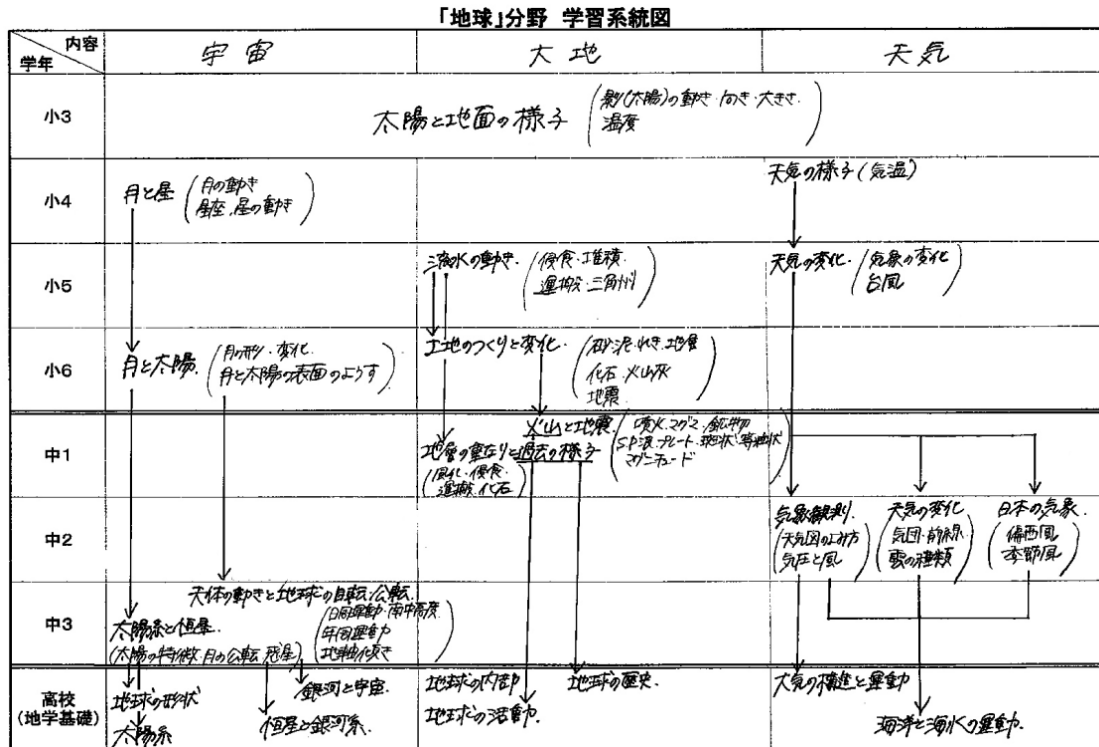 「地球」分野 学習系統図
内容
学年
宇宙
大地
天気
小3
太陽と地面の様子
影(太陽)の動き・向き・大きさ.
温度
小4
月と星
月の動き
星座,星の動き
天気の様子(気温)
小5
流水の動き.
侵食・堆積.
運搬・三角州
天気の変化.
気象の変化
台風
小6
月と太陽.
月の形・変化.
月と太陽の表面のようす
土地のつくりと変化.
砂・泥・れき・地層
化石・火山灰
地震
中1
火山と地震.
噴火・マグマ・鉱物
SP波・プレート・
マグニチュード
地層の重なりと過去の様子
風化・侵食・
運搬・化石
中2
気象観測.
天気図のよみ方
気圧と風
天気の変化
気団・前線
雲の種類
日本の気象.
偏西風
季節風
中3
天体の動きと地球の自転・公転.
日周運動・南中高度
年周運動
地軸
太陽系と恒星.
(太陽の特徴・月の公転・惑星)
高校
(地学基礎)
地球の形状
太陽系
銀河と宇宙.
恒星と銀河系.
地球の内部
地球の活動.
地球の歴史.
大気の構造と運動
海洋と海水の運動.